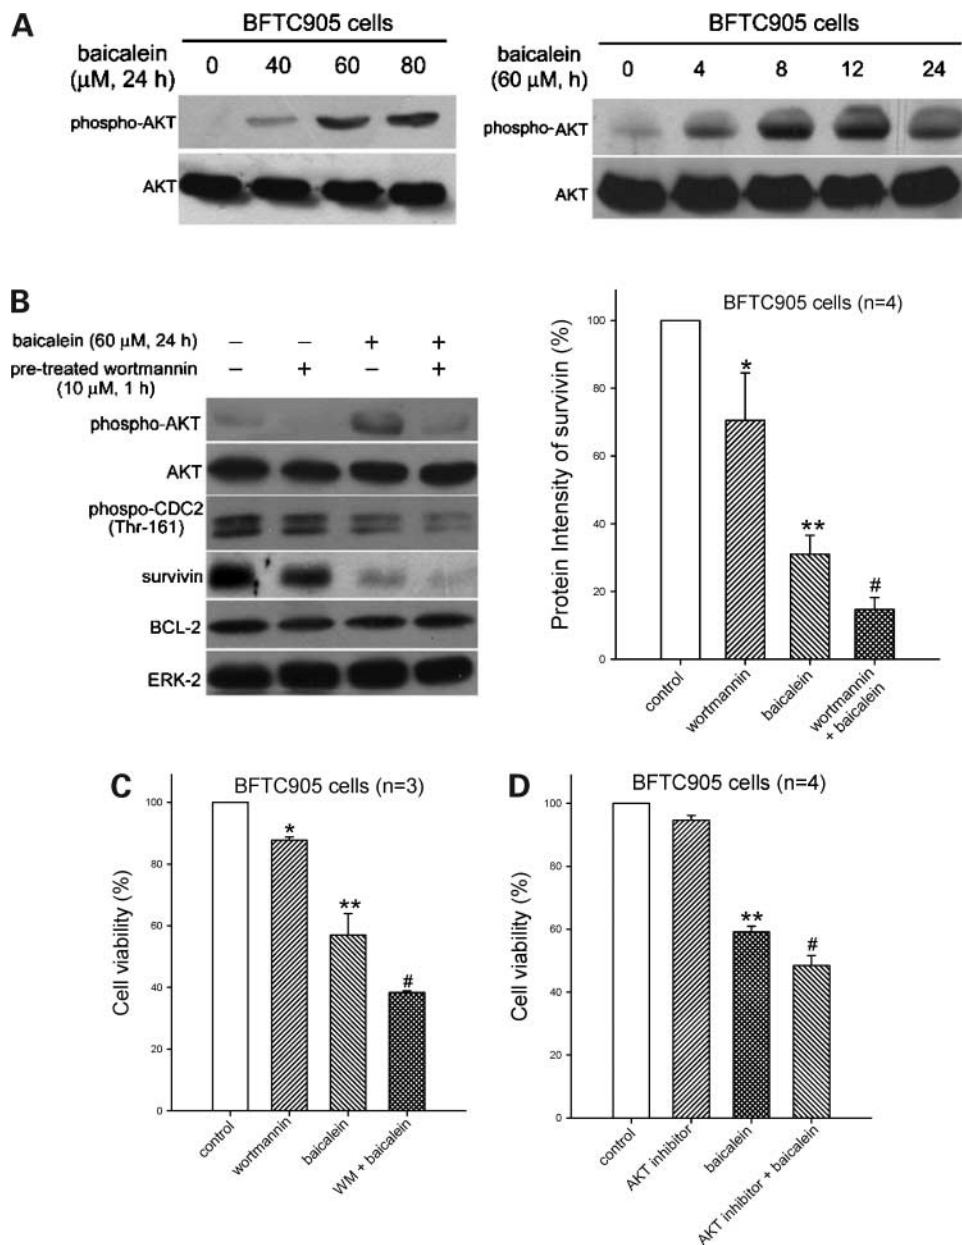 A
BFTC905 cells
baicalein
(μM, 24 h)
0 40 60 80
phospho-AKT
AKT
BFTC905 cells
baicalein
(60 μM, h)
0 4 8 12 24
phospho-AKT
AKT
B
baicalein (60 μM, 24 h) – – + +
pre-treated wortmannin – + – +
(10 μM, 1 h)
phospho-AKT
AKT
phospo-CDC2
(Thr-161)
survivin
BCL-2
ERK-2
BFTC905 cells (n=4)
Protein Intensity of survivin (%)
100
80
60
40
20
0
*
**
#
control
wortmannin
baicalein
wortmannin
+ baicalein
C
BFTC905 cells (n=3)
Cell viability (%)
100
80
60
40
20
0
*
**
#
control
wortmannin
baicalein
WM + baicalein
D
BFTC905 cells (n=4)
Cell viability (%)
100
80
60
40
20
0
**
#
control
AKT inhibitor
baicalein
AKT inhibitor + baicalein